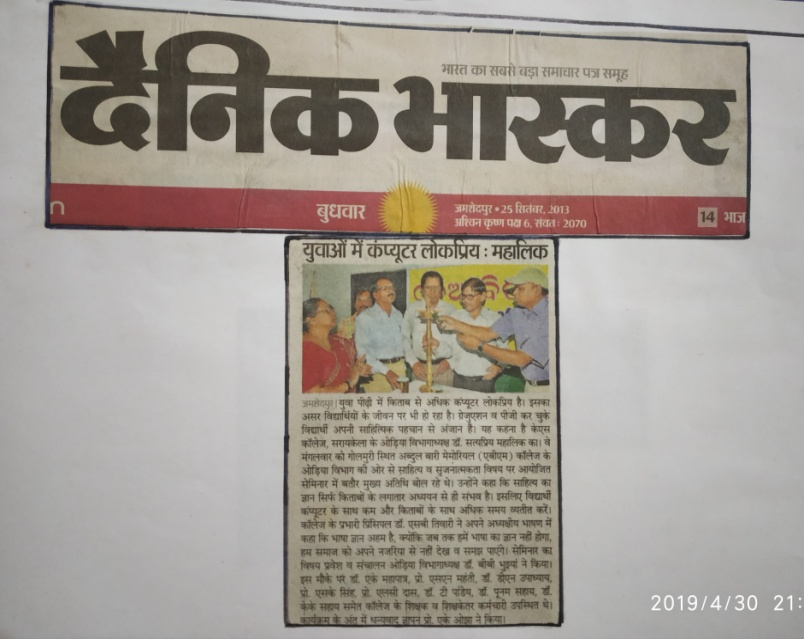 भारत का सबसे बड़ा समाचार पत्र समूह
दैनिक भास्कर
n
बुधवार
जमशेदपुर • 25 सितंबर, 2013
अश्विन कृष्ण पक्ष 6, संवत: 2070
14 भाज
युवाओं में कंप्यूटर लोकप्रिय : महालिक
जमशेदपुर| युवा पीढ़ी में किताब से अधिक कंप्यूटर लोकप्रिय है। इसका
असर विद्यार्थियों के जीवन पर भी हो रहा है। ग्रेजुएशन व पीजी कर चुके
विद्यार्थी अपनी साहित्यिक पहचान से अंजान है। यह कहना है केएस
कॉलेज, सरायकेला के ओड़िया विभागाध्यक्ष डॉ. सत्यप्रिय महालिक का। वे
मंगलवार को गोलमुरी स्थित अब्दुल बारी मेमोरियल (एबीएम) कॉलेज के
ओड़िया विभाग की ओर से साहित्य व सृजनात्मकता विषय पर आयोजित
सेमिनार में बतौर मुख्य अतिथि बोल रहे थे। उन्होंने कहा कि साहित्य का
ज्ञान सिर्फ किताबों के लगातार अध्ययन से ही संभव है। इसलिए विद्यार्थी
कंप्यूटर के साथ कम और किताबों के साथ अधिक समय व्यतीत करें।
कॉलेज के प्रभारी प्रिंसिपल डॉ. एसबी तिवारी ने अपने अध्यक्षीय भाषण में
कहा कि भाषा ज्ञान अहम है, क्योंकि जब तक हमें भाषा का ज्ञान नहीं होगा,
हम समाज को अपने नजरिया से नहीं देख व समझ पाएंगे। सेमिनार का
विषय प्रवेश व संचालन ओड़िया विभागाध्यक्ष डॉ. बीबी भुइयां ने किया।
इस मौके पर डॉ. एके महापात्र, प्रो. एसएन महंती, डॉ. डीएन उपाध्याय,
प्रो. एसके सिंह, प्रो. एलसी दास, डॉ. टी पांडेय, डॉ. पूनम सहाय, डॉ.
केके सहाय समेत कॉलेज के शिक्षक व शिक्षकेतर कर्मचारी उपस्थित थे।
कार्यक्रम के अंत में धन्यवाद ज्ञापन प्रो. एके ओझा ने किया।
2019/4/30 21: